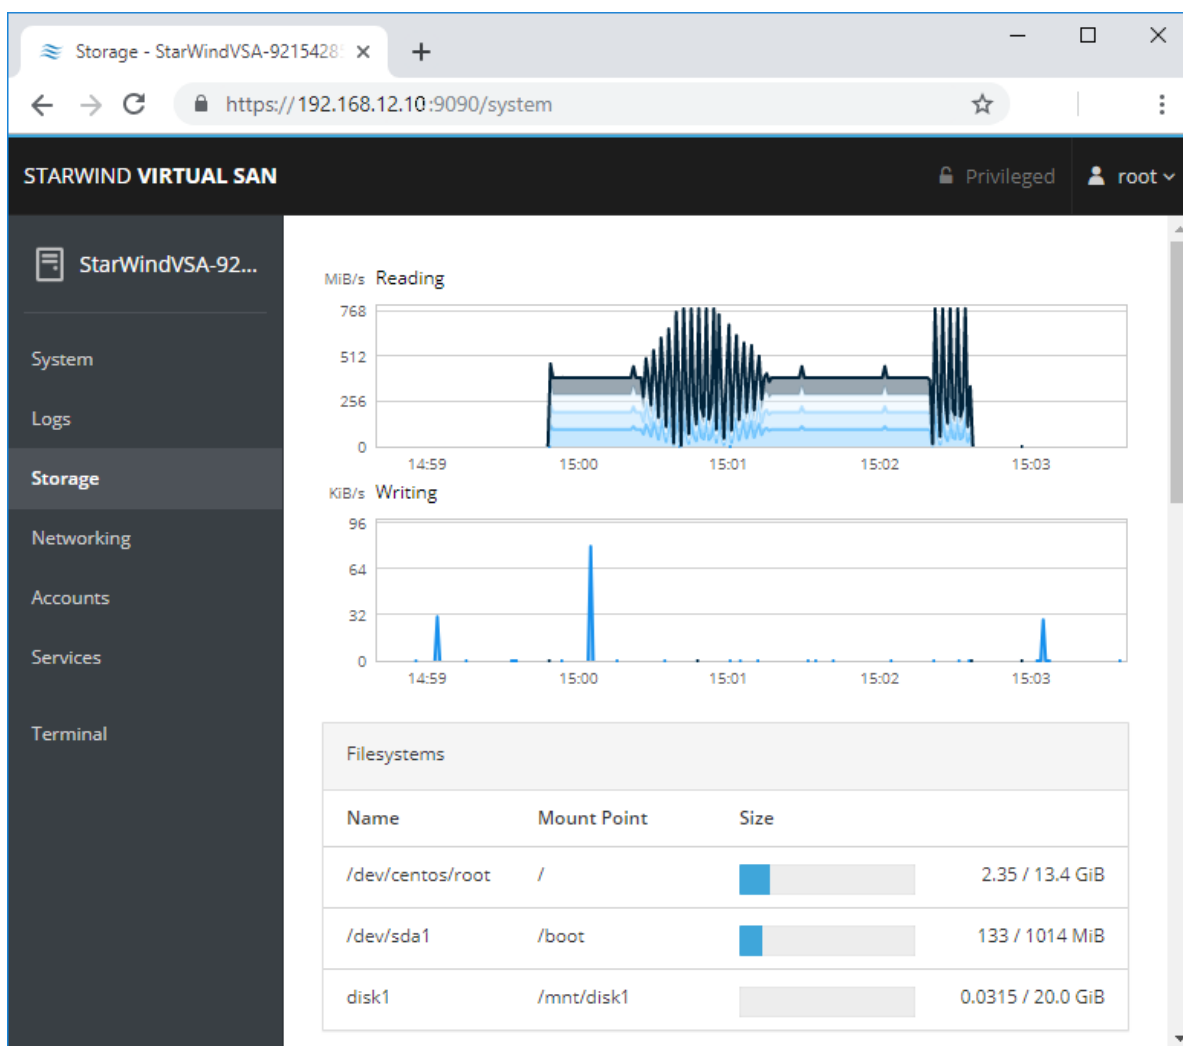 Storage - StarWindVSA-9215428
https://192.168.12.10:9090/system
STARWIND VIRTUAL SAN
Privileged
root
StarWindVSA-92...
System
Logs
Storage
Networking
Accounts
Services
Terminal
MiB/s Reading
768
512
256
0
14:59 15:00 15:01 15:02 15:03
KiB/s Writing
96
64
32
0
14:59 15:00 15:01 15:02 15:03
Filesystems
Name Mount Point Size
/dev/centos/root / 2.35 / 13.4 GiB
/dev/sda1 /boot 133 / 1014 MiB
disk1 /mnt/disk1 0.0315 / 20.0 GiB